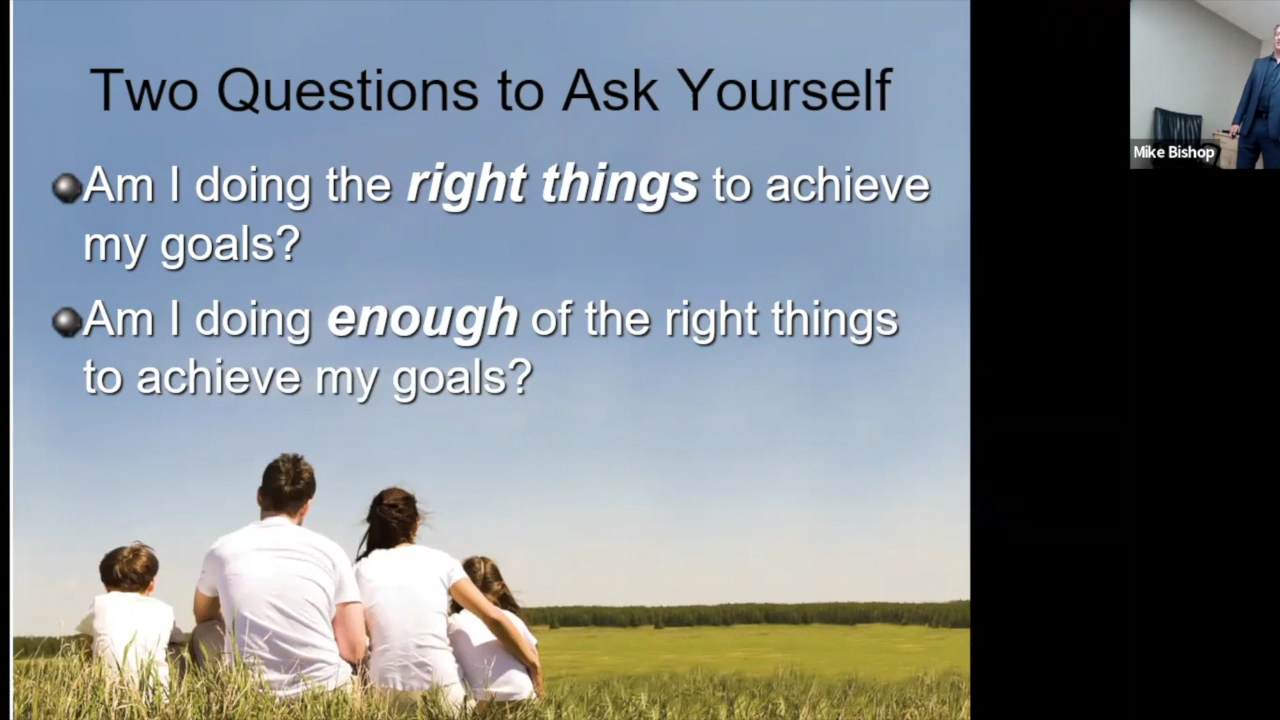 Two Questions to Ask Yourself
Am I doing the right things to achieve
my goals?
Am I doing enough of the right things
to achieve my goals?
Mike Bishop